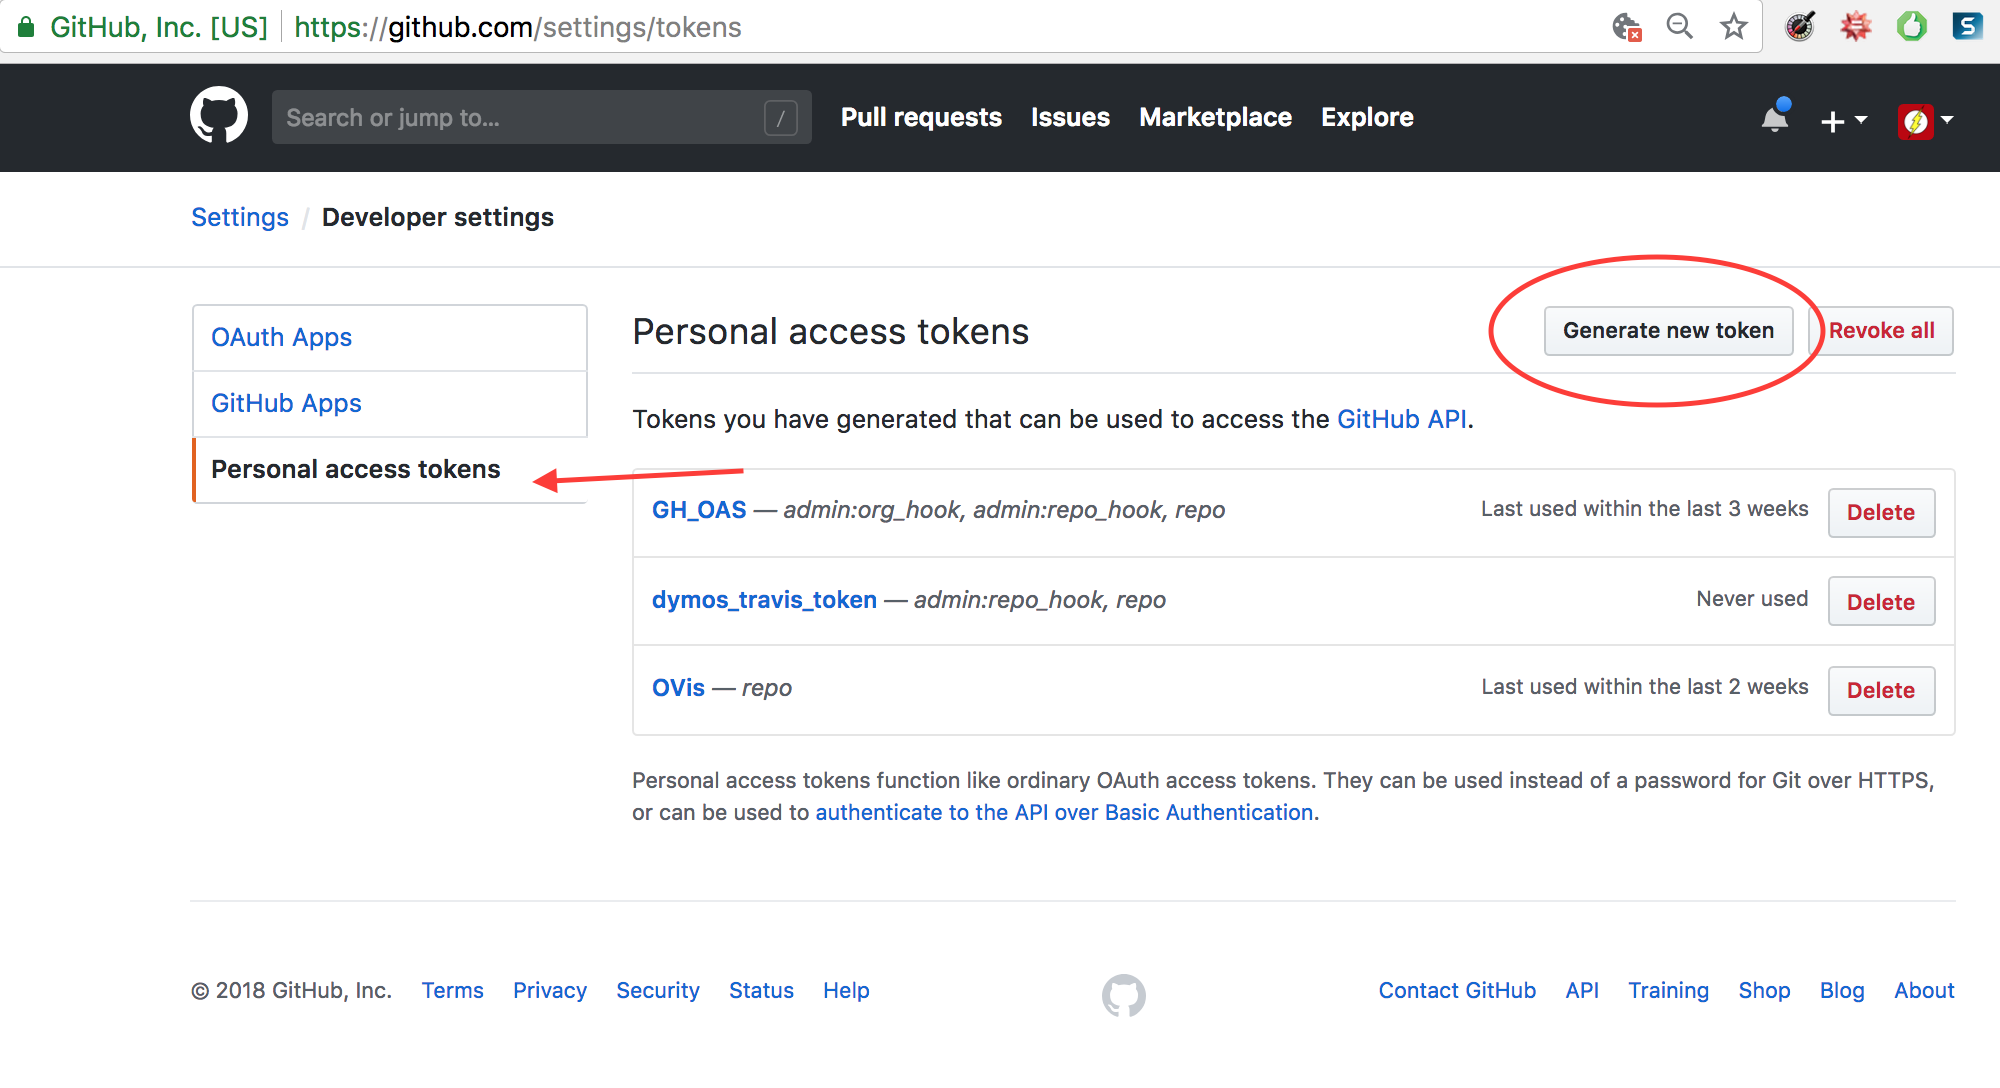 GitHub, Inc. [US] https://github.com/settings/tokens
Search or jump to... / Pull requests Issues Marketplace Explore
Settings / Developer settings
OAuth Apps
GitHub Apps
Personal access tokens
Personal access tokens Generate new token Revoke all
Tokens you have generated that can be used to access the GitHub API.
GH_OAS — admin:org_hook, admin:repo_hook, repo Last used within the last 3 weeks Delete
dymos_travis_token — admin:repo_hook, repo Never used Delete
OVis — repo Last used within the last 2 weeks Delete
Personal access tokens function like ordinary OAuth access tokens. They can be used instead of a password for Git over HTTPS,
or can be used to authenticate to the API over Basic Authentication.
© 2018 GitHub, Inc. Terms Privacy Security Status Help Contact GitHub API Training Shop Blog About